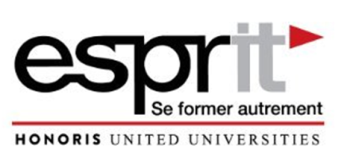 esprit
Se former autrement
HONORIS UNITED UNIVERSITIES